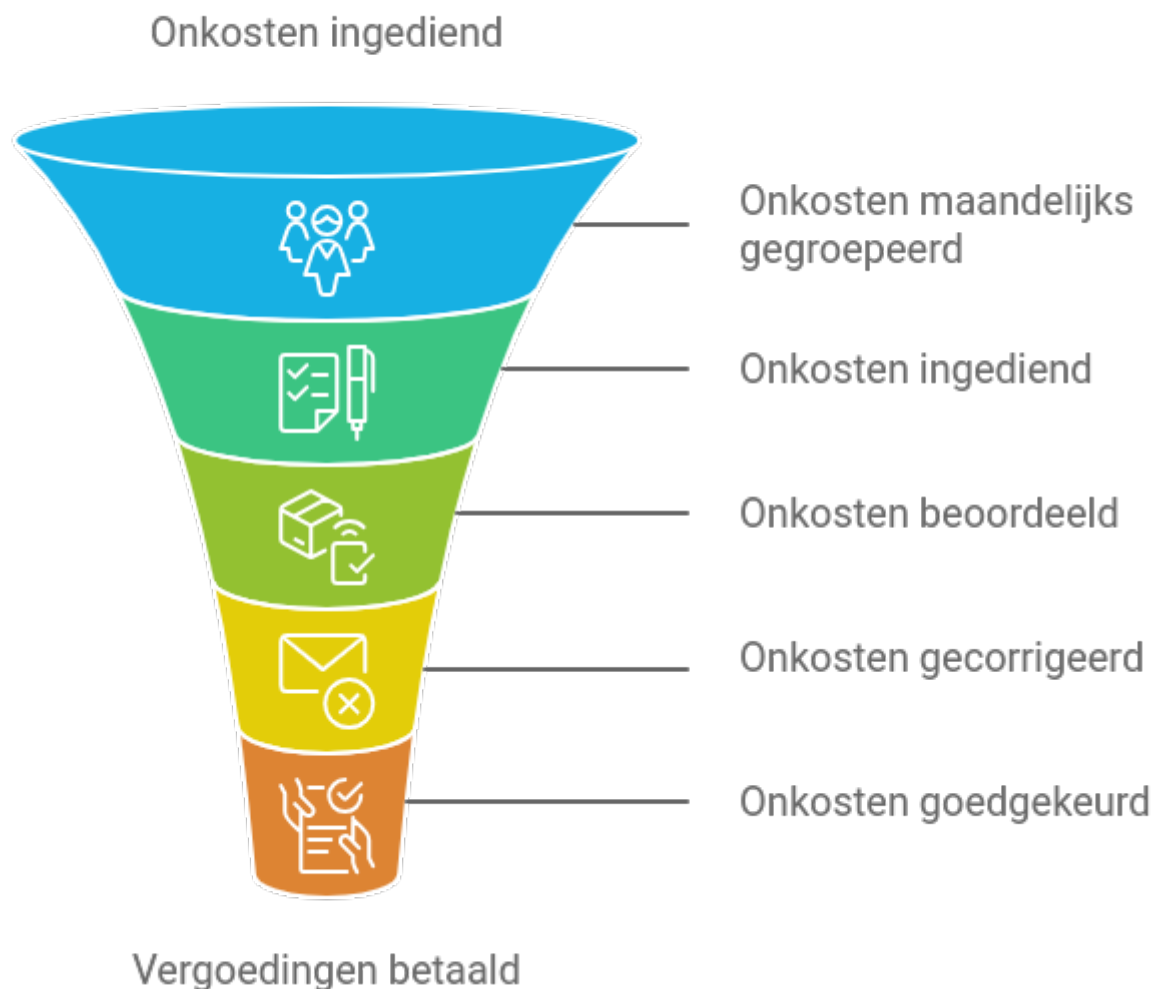 Onkosten ingediend
Onkosten maandelijks
gegroepeerd
Onkosten ingediend
Onkosten beoordeeld
Onkosten gecorrigeerd
Onkosten goedgekeurd
Vergoedingen betaald